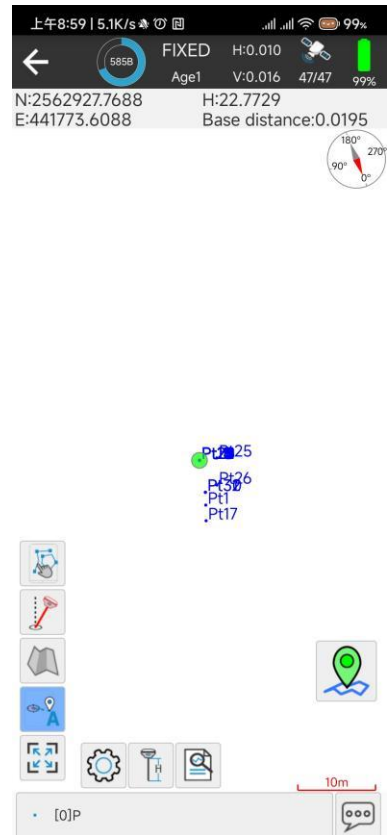 上午8:59 | 5.1K/s 99%
585B FIXED H:0.010
Age1 V:0.016 47/47 99%
N:2562927.7688 H:22.7729
E:441773.6088 Base distance:0.0195
180°
90° 270°
0°
Pt25
Pt26
Pt1
Pt17
A
H
10m
[0]P